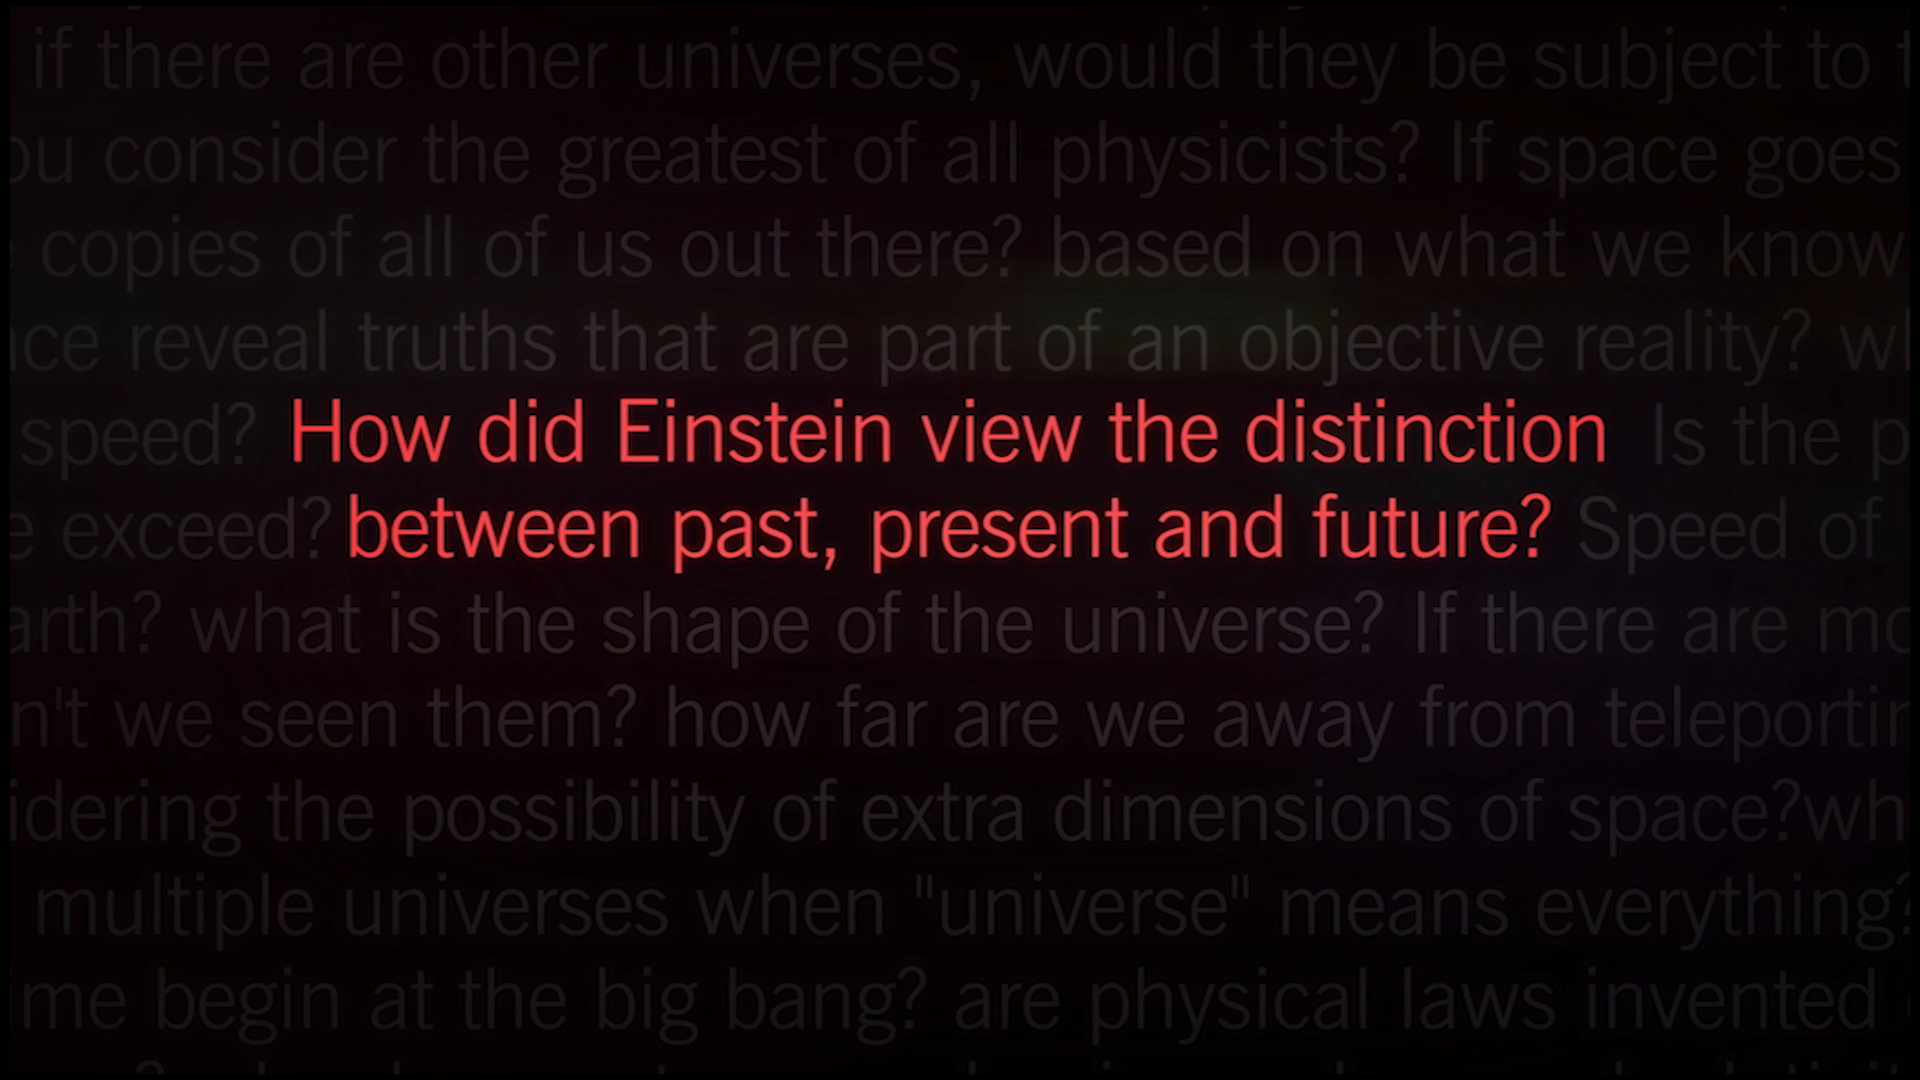 if there are other universes, would they be subject to
consider the greatest of all physicists? If space goes
copies of all of us out there? based on what we know
reveal truths that are part of an objective reality?
speed? How did Einstein view the distinction Is the
exceed? between past, present and future? Speed of
what is the shape of the universe? If there are
we seen them? how far are we away from
the possibility of extra dimensions of space?
multiple universes when "universe" means everything?
begin at the big bang? are physical laws invented